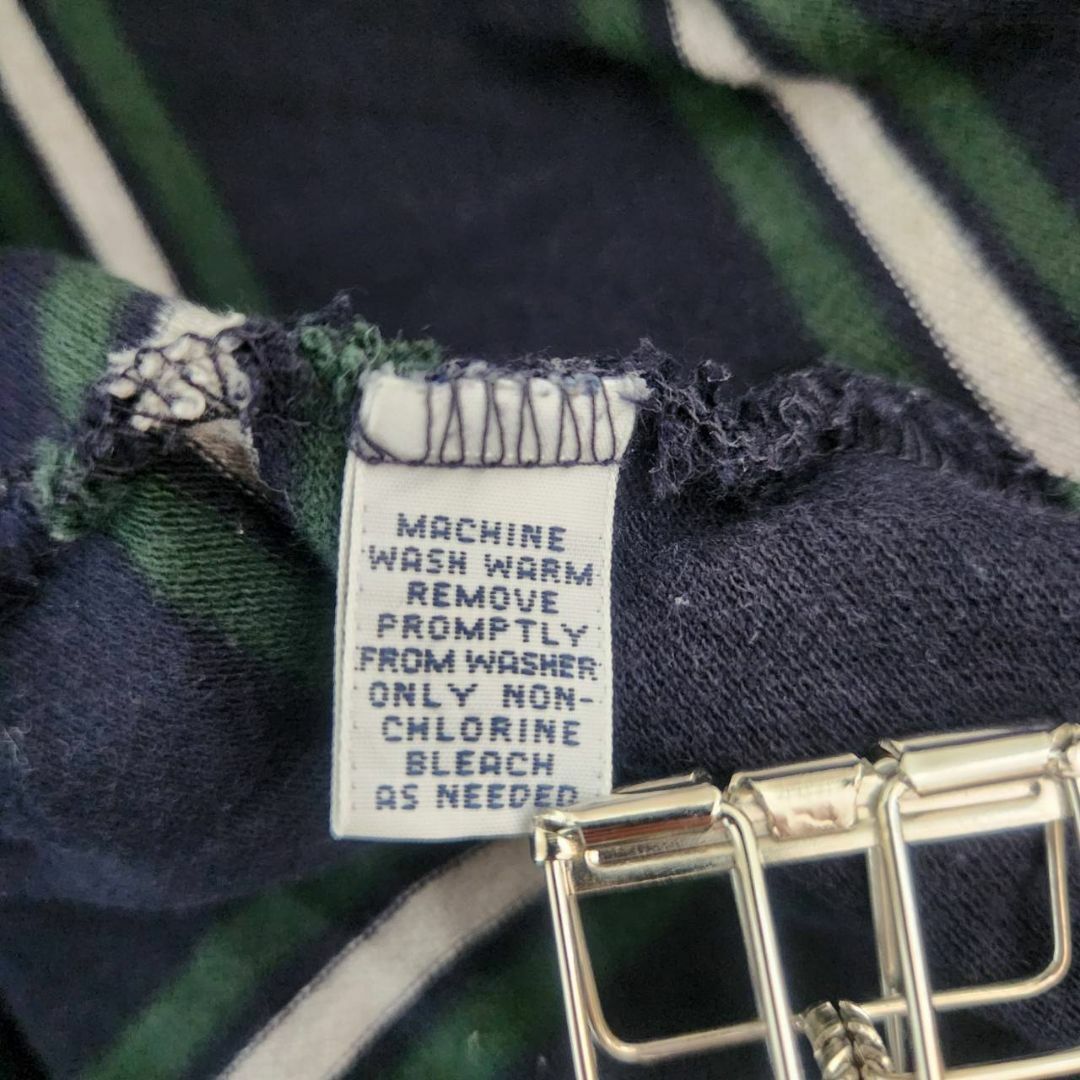 MACHINE
WASH WARM
REMOVE
PROMPTLY
FROM WASHER
ONLY NON-
CHLORINE
BLEACH
AS NEEDED